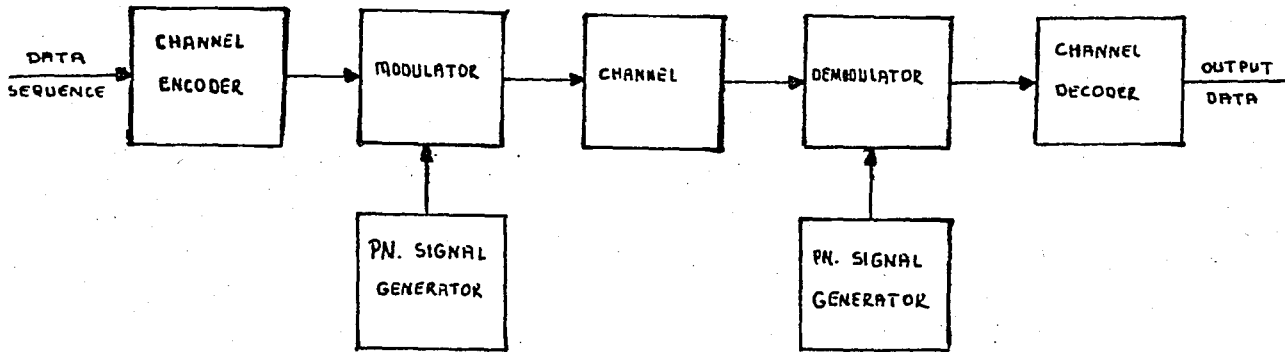 DATA
SEQUENCE
CHANNEL
ENCODER
MODULATOR
CHANNEL
DEMODULATOR
CHANNEL
DECODER
OUTPUT
DATA
PN. SIGNAL
GENERATOR
PN. SIGNAL
GENERATOR